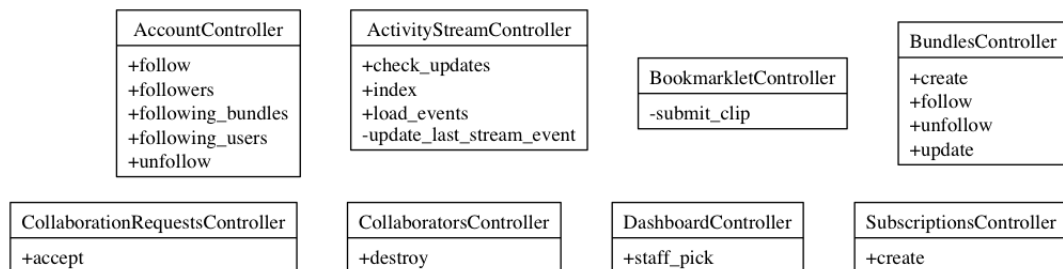 AccountController
+follow
+followers
+following_bundles
+following_users
+unfollow
ActivityStreamController
+check_updates
+index
+load_events
-update_last_stream_event
BookmarkletController
-submit_clip
BundlesController
+create
+follow
+unfollow
+update
CollaborationRequestsController
+accept
CollaboratorsController
+destroy
DashboardController
+staff_pick
SubscriptionsController
+create